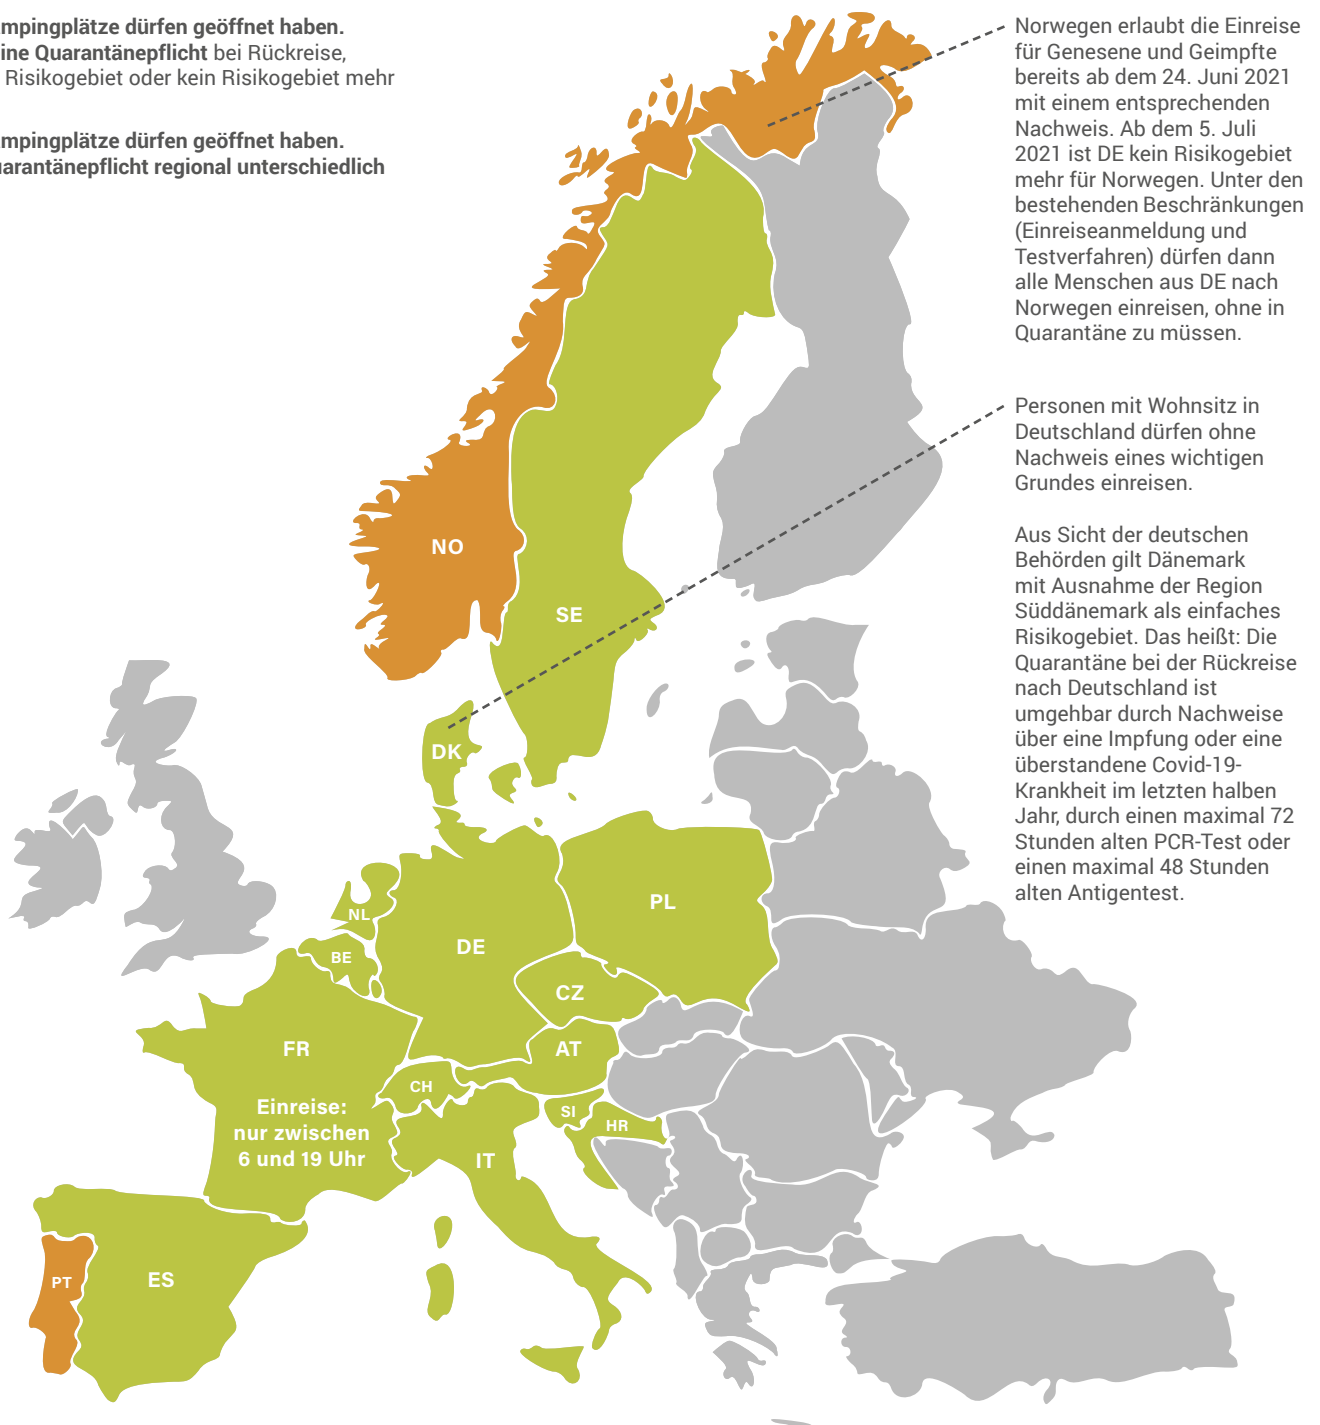 mpingplätze dürfen geöffnet haben.
ine Quarantänepflicht bei Rückreise,
Risikogebiet oder kein Risikogebiet mehr
mpingplätze dürfen geöffnet haben.
uarantänepflicht regional unterschiedlich
Norwegen erlaubt die Einreise
für Genesene und Geimpfte
bereits ab dem 24. Juni 2021
mit einem entsprechenden
Nachweis. Ab dem 5. Juli
2021 ist DE kein Risikogebiet
mehr für Norwegen. Unter den
bestehenden Beschränkungen
(Einreiseanmeldung und
Testverfahren) dürfen dann
alle Menschen aus DE nach
Norwegen einreisen, ohne in
Quarantäne zu müssen.
Personen mit Wohnsitz in
Deutschland dürfen ohne
Nachweis eines wichtigen
Grundes einreisen.
Aus Sicht der deutschen
Behörden gilt Dänemark
mit Ausnahme der Region
Süddänemark als einfaches
Risikogebiet. Das heißt: Die
Quarantäne bei der Rückreise
nach Deutschland ist
umgehbar durch Nachweise
über eine Impfung oder eine
überstandene Covid-19-
Krankheit im letzten halben
Jahr, durch einen maximal 72
Stunden alten PCR-Test oder
einen maximal 48 Stunden
alten Antigentest.
NO
SE
DK
PL
NL
DE
BE
CZ
FR
AT
CH
Einreise:
nur zwischen
6 und 19 Uhr
SI
HR
IT
PT
ES